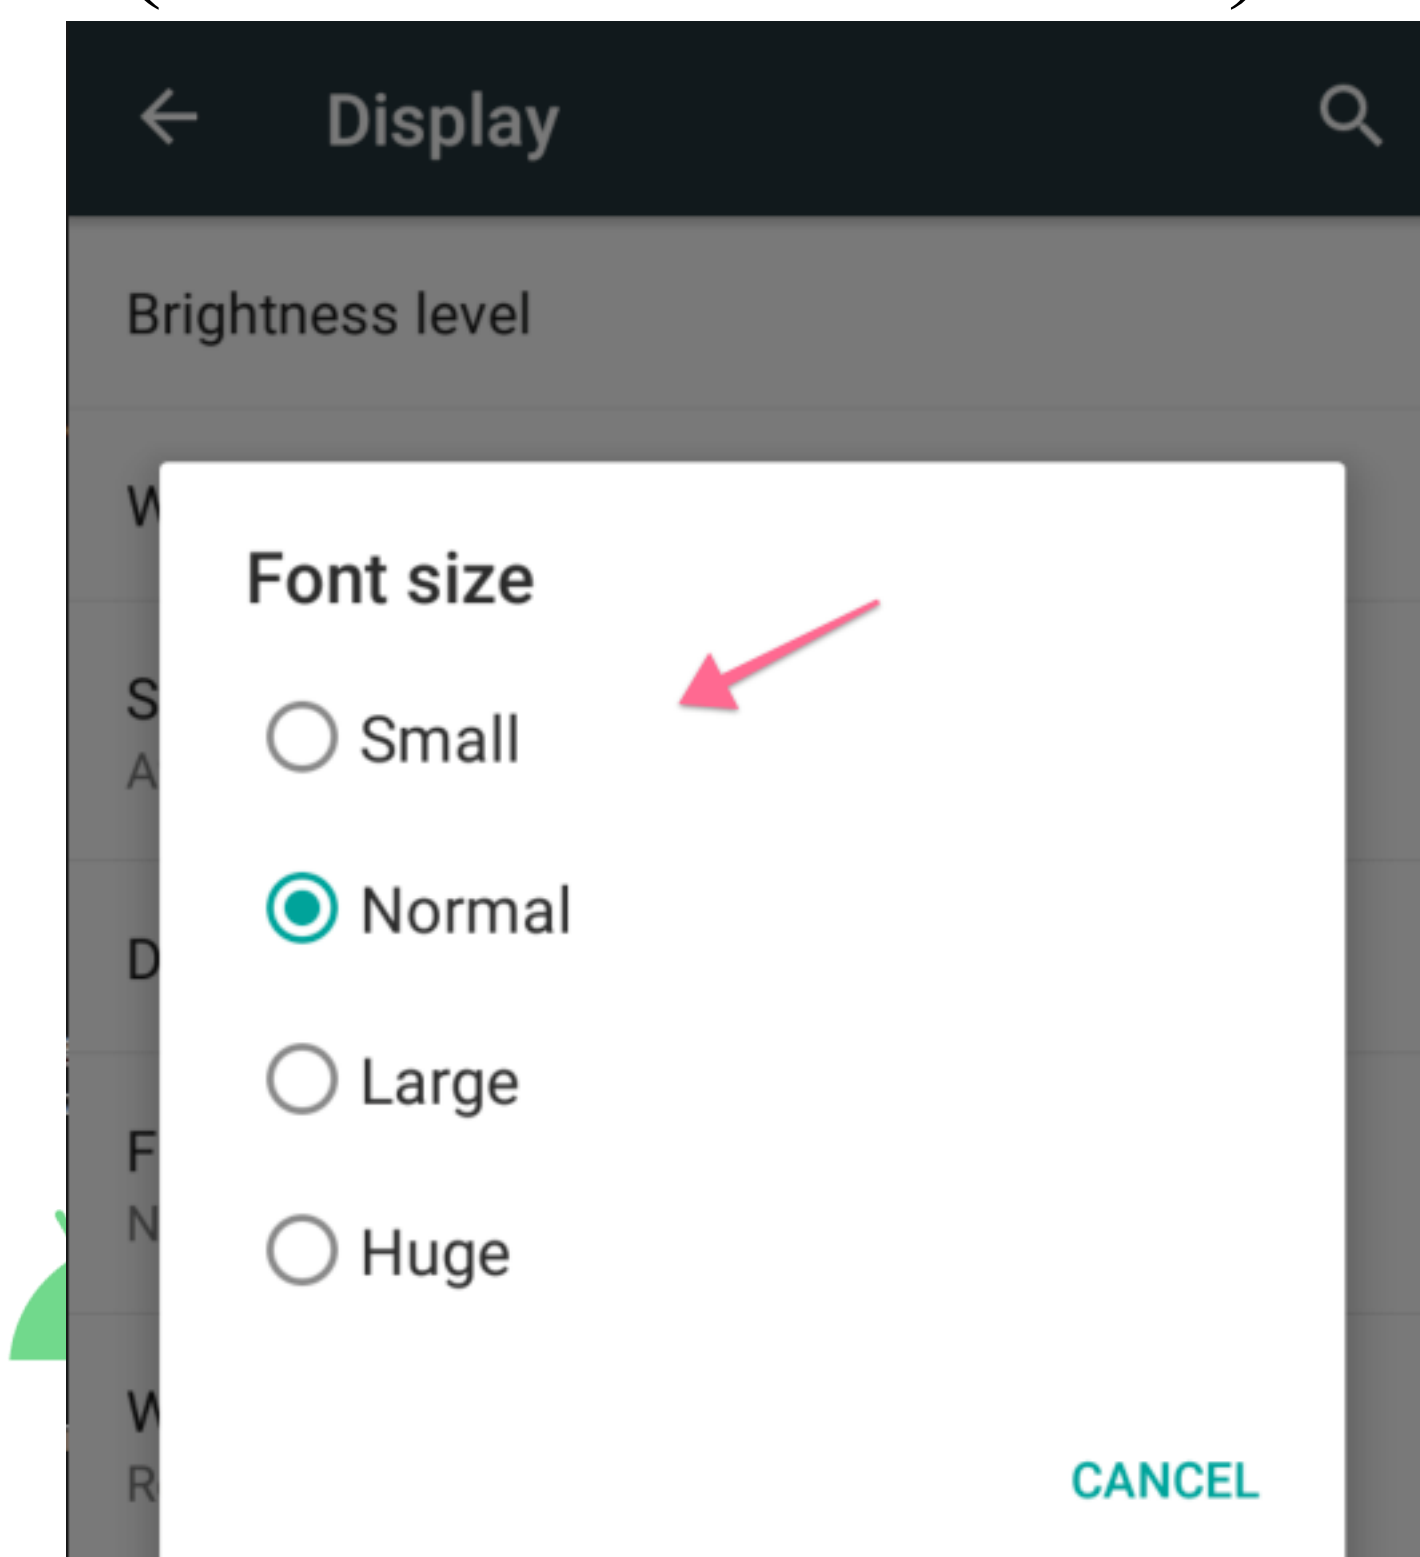 Display
Brightness level
Font size
Small
Normal
Large
Huge
CANCEL